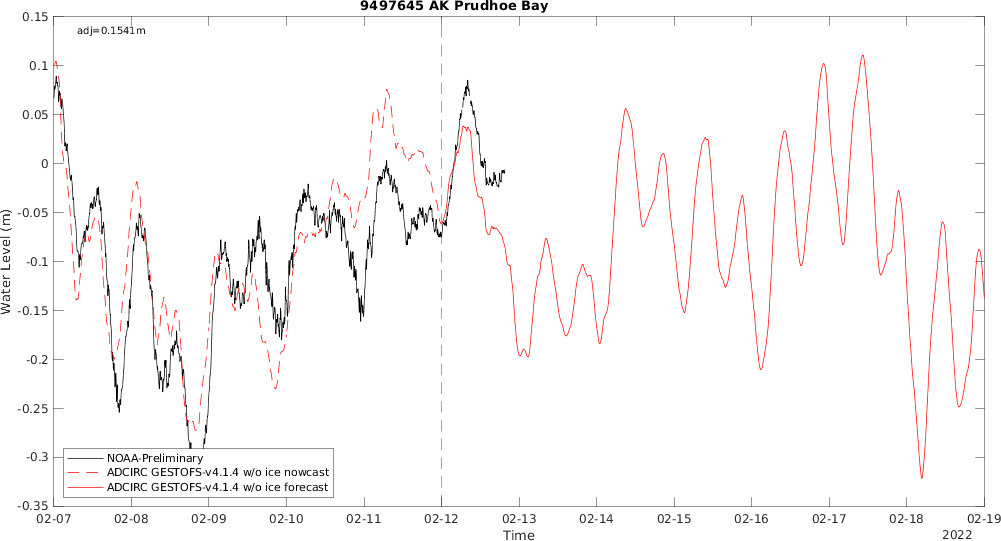 9497645 AK Prudhoe Bay
adj=0.1541m
0.15
0.1
0.05
0
-0.05
-0.1
-0.15
-0.2
-0.25
-0.3
-0.35
Water Level (m)
NOAA-Preliminary
ADCIRC GESTOFS-v4.1.4 w/o ice nowcast
ADCIRC GESTOFS-v4.1.4 w/o ice forecast
02-07 02-08 02-09 02-10 02-11 02-12 02-13 02-14 02-15 02-16 02-17 02-18 02-19
Time
2022